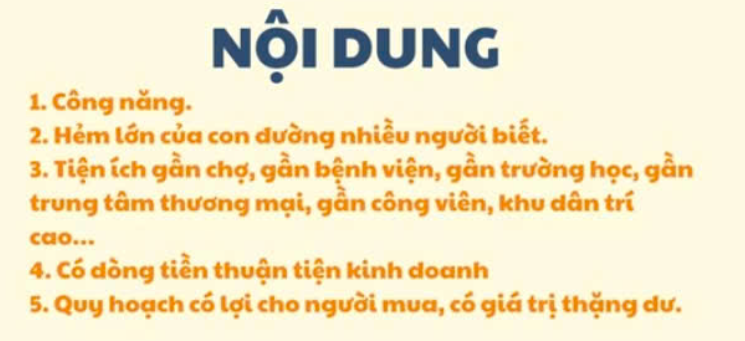 NỘI DUNG
1. Công năng.
2. Hẻm lớn của con đường nhiều người biết.
3. Tiện ích gần chợ, gần bệnh viện, gần trường học, gần
trung tâm thương mại, gần công viên, khu dân trí
cao...
4. Có dòng tiền thuận tiện kinh doanh
5. Quy hoạch có lợi cho người mua, có giá trị thặng dư.